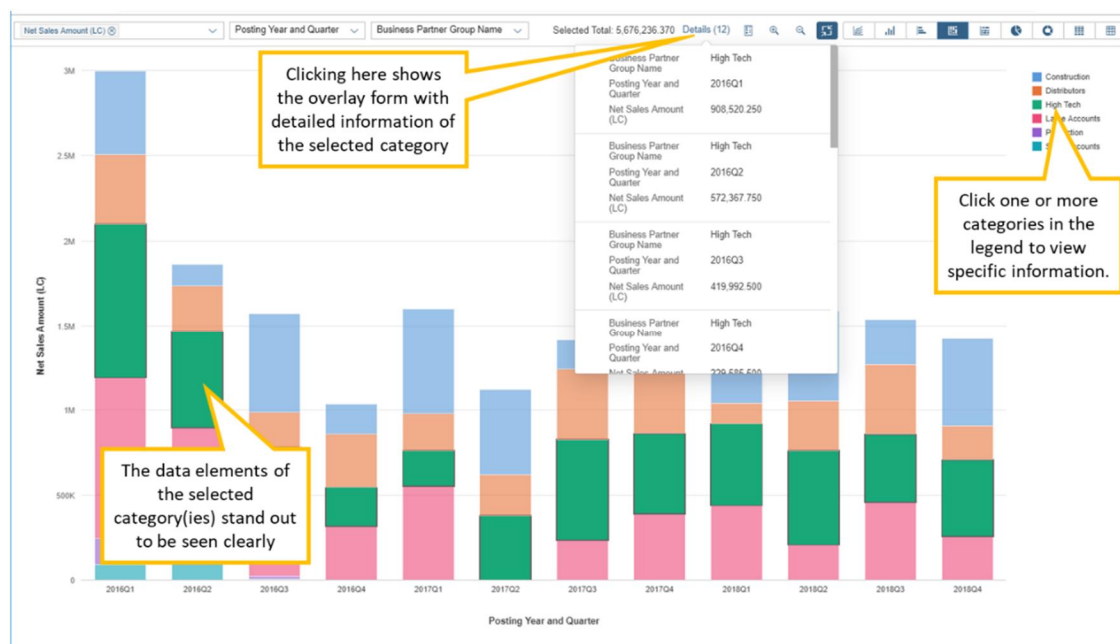 Net Sales Amount (LC)
Posting Year and Quarter
Business Partner Group Name
Selected Total: 5,676,236.370
Details (12)
Clicking here shows
the overlay form with
detailed information of
the selected category
Business Partner
Group Name
High Tech
Posting Year and
Quarter
2016Q1
Net Sales Amount
(LC)
908,520.250
Business Partner
Group Name
High Tech
Posting Year and
Quarter
2016Q2
Net Sales Amount
(LC)
572,367.750
Business Partner
Group Name
High Tech
Posting Year and
Quarter
2016Q3
Net Sales Amount
(LC)
419,992.500
Business Partner
Group Name
High Tech
Posting Year and
Quarter
2016Q4
Net Sales Amount
229,585.500
Construction
Distributors
High Tech
Click one or more
categories in the
legend to view
specific information.
Net Sales Amount (LC)
3M
2.5M
2M
1.5M
1M
500K
0
The data elements of
the selected
category(ies) stand out
to be seen clearly
2016Q1
2016Q2
2016Q3
2016Q4
2017Q1
2017Q2
2017Q3
2017Q4
2018Q1
2018Q2
2018Q3
2018Q4
Posting Year and Quarter